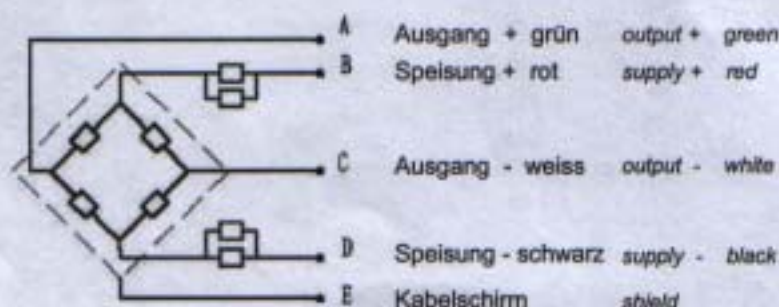 A Ausgang + grün output + green
B Speisung + rot supply + red
C Ausgang - weiss output - white
D Speisung - schwarz supply - black
E Kabelschirm shield